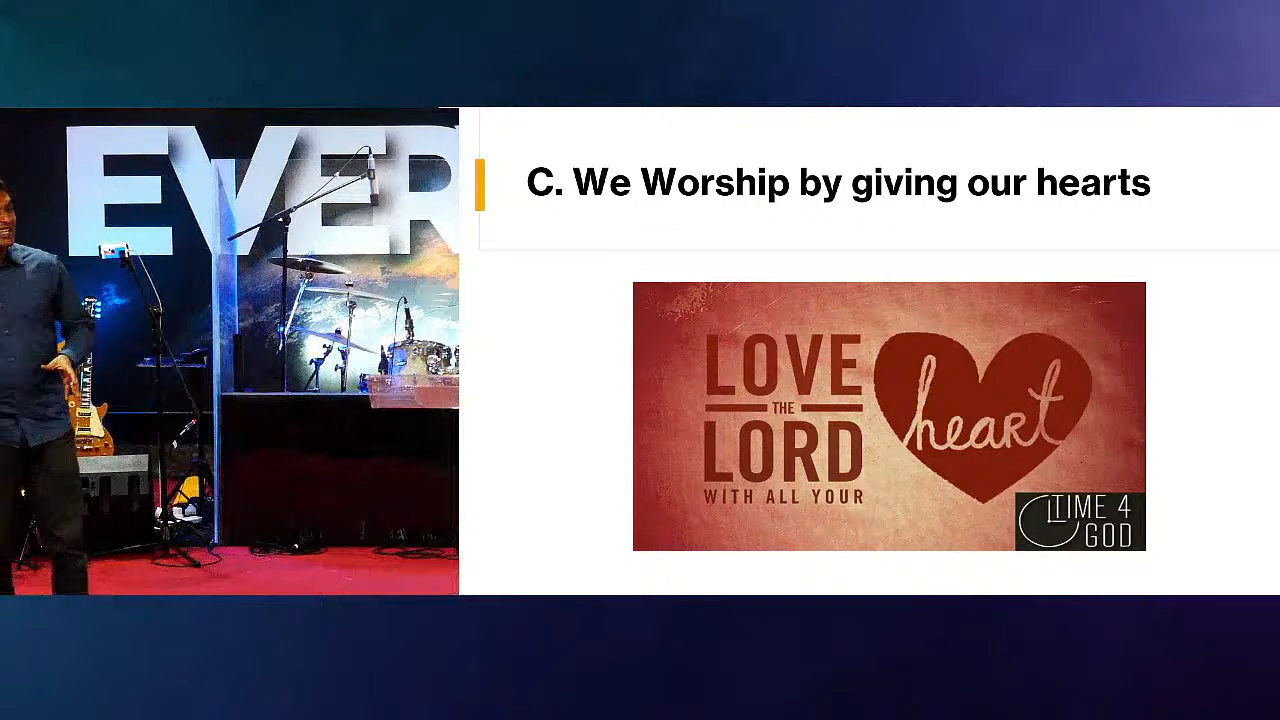 EVER
C. We Worship by giving our hearts
LOVE
THE
LORD
WITH ALL YOUR
heart
TIME 4
GOD